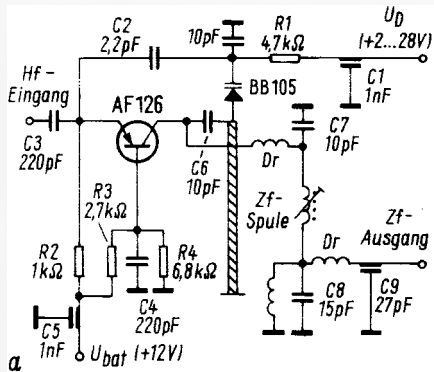 C2
2,2pF
10pF
R1
4,7kΩ
U_D
(+2...28V)
Hf-
Eingang
AF126
BB105
C1
1nF
C3
220pF
C6
10pF
Dr
C7
10pF
R3
2,7kΩ
Zf-
Spule
Zf-
Ausgang
R2
1kΩ
R4
6,8kΩ
Dr
C4
220pF
C8
15pF
C9
27pF
C5
1nF
U_bat (+12V)
a